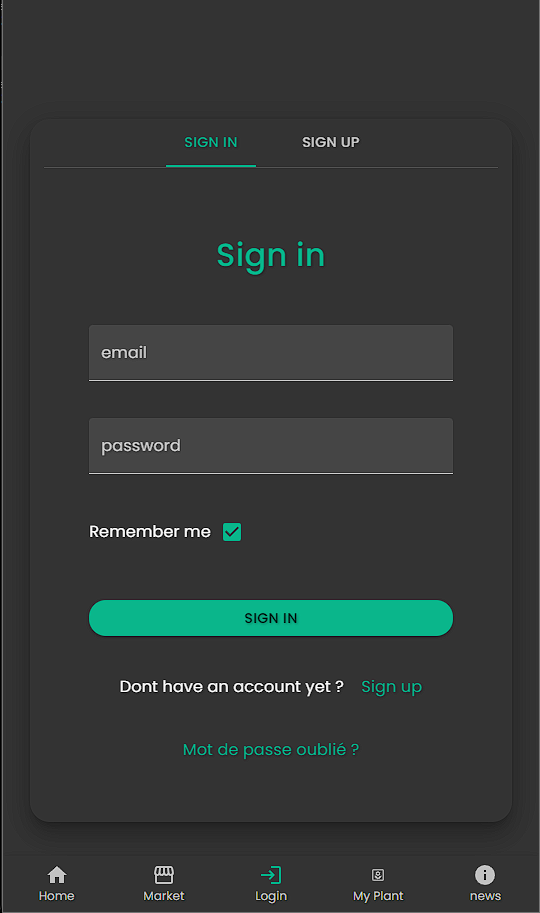 SIGN IN SIGN UP
Sign in
email
password
Remember me
SIGN IN
Dont have an account yet ? Sign up
Mot de passe oublié ?
Home Market Login My Plant news